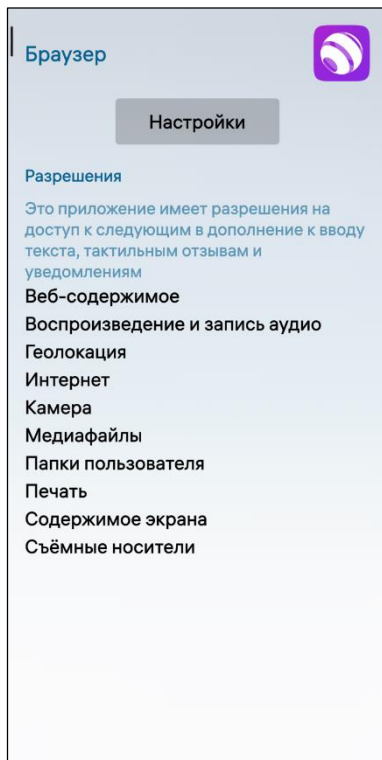 Браузер
Настройки
Разрешения
Это приложение имеет разрешения на
доступ к следующим в дополнение к вводу
текста, тактильным отзывам и
уведомлениям
Веб-содержимое
Воспроизведение и запись аудио
Геолокация
Интернет
Камера
Медиафайлы
Папки пользователя
Печать
Содержимое экрана
Съёмные носители